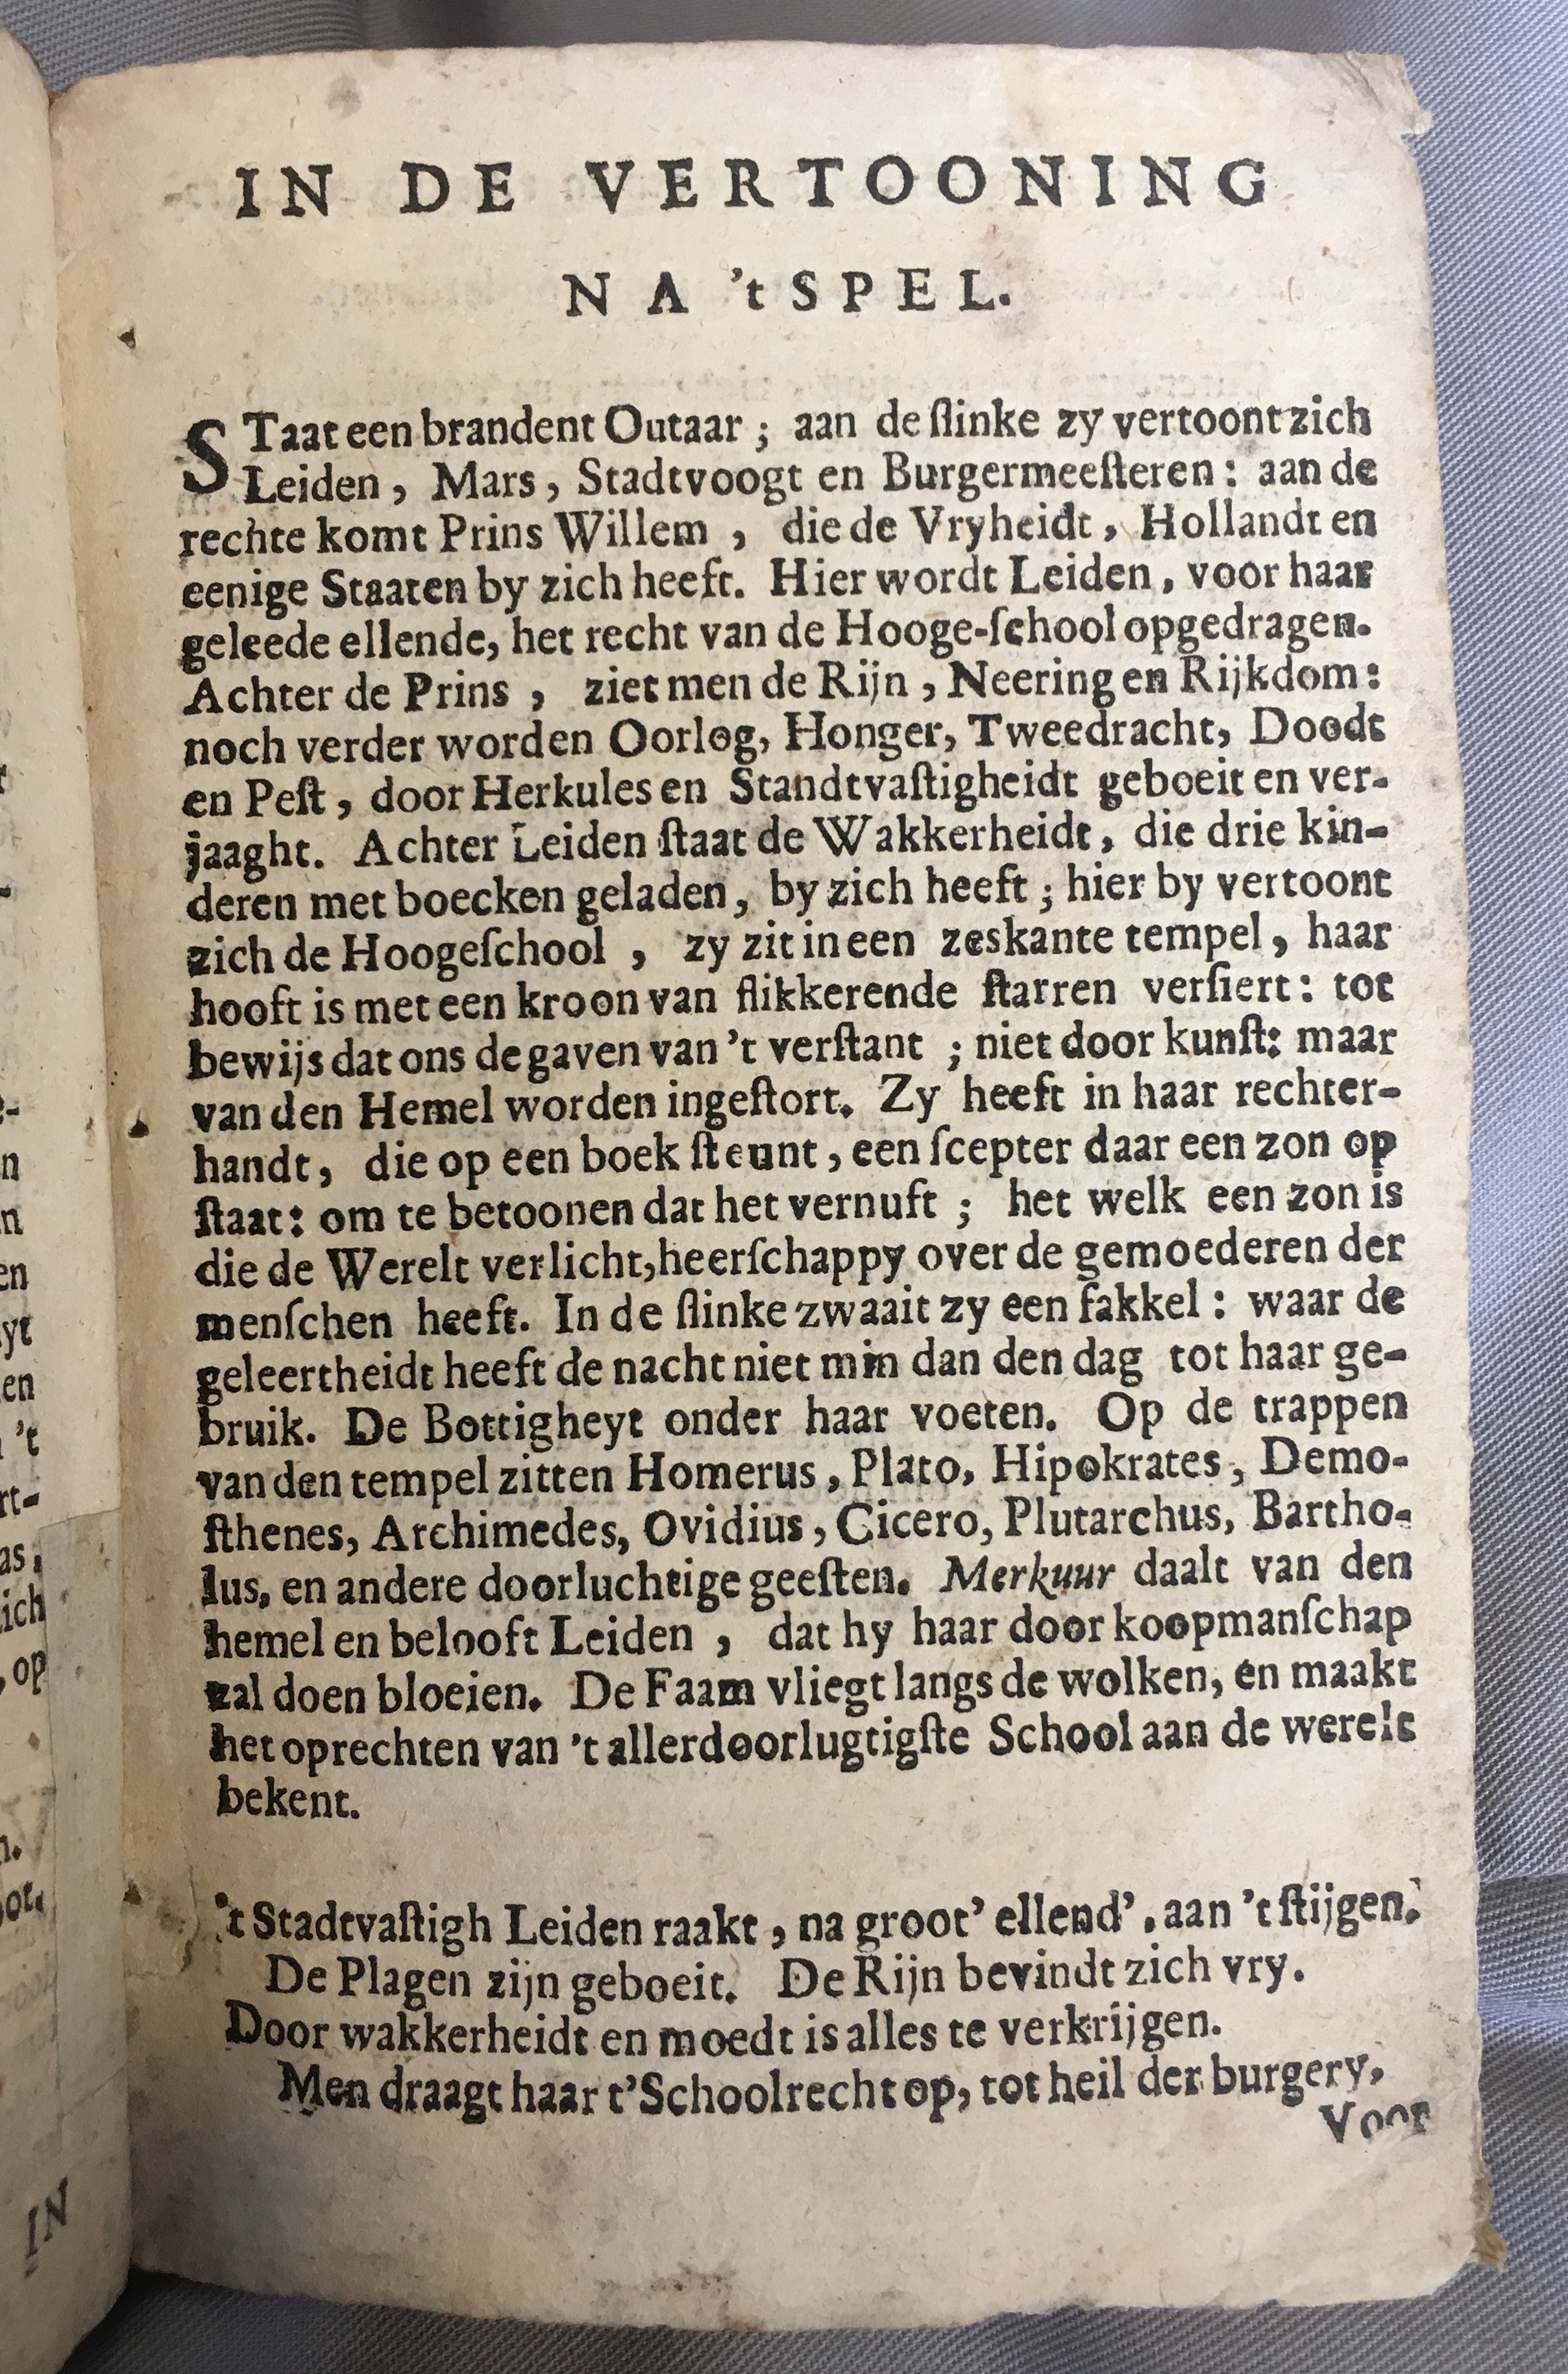 IN DE VERTOONING
NA 't SPEL.
STaat een brandent Outaar ; aan de slinke zy vertoont zich
Leiden , Mars , Stadtvoogt en Burgermeesteren : aan de
rechte komt Prins Willem , die de Vryheidt , Hollandt en
eenige Staaten by zich heeft. Hier wordt Leiden , voor haar
geleede ellende, het recht van de Hooge-ſchool opgedragen.
Achter de Prins , ziet men de Rijn , Neering en Rijkdom :
noch verder worden Oorlog, Honger, Tweedracht, Doodt
en Peſt , door Herkules en Standtvaſtigheidt geboeit en ver-
jaaght. Achter Leiden ſtaat de Wakkerheidt , die drie kin-
deren met boecken geladen , by zich heeft ; hier by vertoont
zich de Hoogeſchool , zy zit in een zeskante tempel , haar
hooft is met een kroon van flikkerende ſtarren verſiert : tot
bewijs dat ons de gaven van 't verſtant ; niet door kunſt: maar
van den Hemel worden ingeſtort. Zy heeft in haar rechter-
handt , die op een boek ſteunt , een ſcepter daar een zon op
ſtaat : om te betoonen dat het vernuft ; het welk een zon is
die de Werelt verlicht, heerſchappy over de gemoederen der
menſchen heeft. In de ſlinke zwaait zy een fakkel : waar de
geleertheidt heeft de nacht niet min dan den dag tot haar ge-
bruik. De Bottigheyt onder haar voeten. Op de trappen
van den tempel zitten Homerus , Plato, Hipokrates , Demo-
ſthenes, Archimedes, Ovidius , Cicero, Plutarchus, Bartho-
lus, en andere doorluchtige geeſten. Merkuur daalt van den
hemel en belooft Leiden , dat hy haar door koopmanſchap
zal doen bloeien. De Faam vliegt langs de wolken, en maakt
het oprechten van 't allerdoorlugtigſte School aan de werelt
bekent.
't Stadtvaſtigh Leiden raakt , na groot' ellend' , aan 't ſtijgen.
De Plagen zijn geboeit. De Rijn bevindt zich vry.
Door wakkerheidt en moedt is alles te verkrijgen.
Men draagt haar t'Schoolrecht op, tot heil der burgery,
Voor
IN